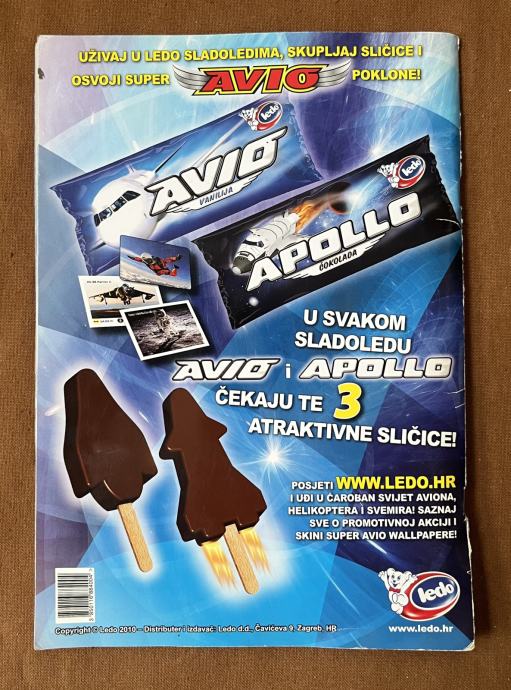 UŽIVAJ U LEDO SLADOLEDIMA, SKUPLJAJ SLIČICE I
OSVOJI SUPER AVIO POKLONE!
ledo
AVIO
VANILIJA
ledo
APOLLO
ČOKOLADA
U SVAKOM
SLADOLEDU
AVIO i APOLLO
ČEKAJU TE 3
ATRAKTIVNE SLIČICE!
POSJETI WWW.LEDO.HR
I UĐI U ČAROBAN SVIJET AVIONA,
HELIKOPTERA I SVEMIRA! SAZNAJ
SVE O PROMOTIVNOJ AKCIJI I
SKINI SUPER AVIO WALLPAPERE!
ledo
www.ledo.hr
Copyright © Ledo 2010 – Distributer i izdavač: Ledo d.d., Čavićeva 9, Zagreb, HR